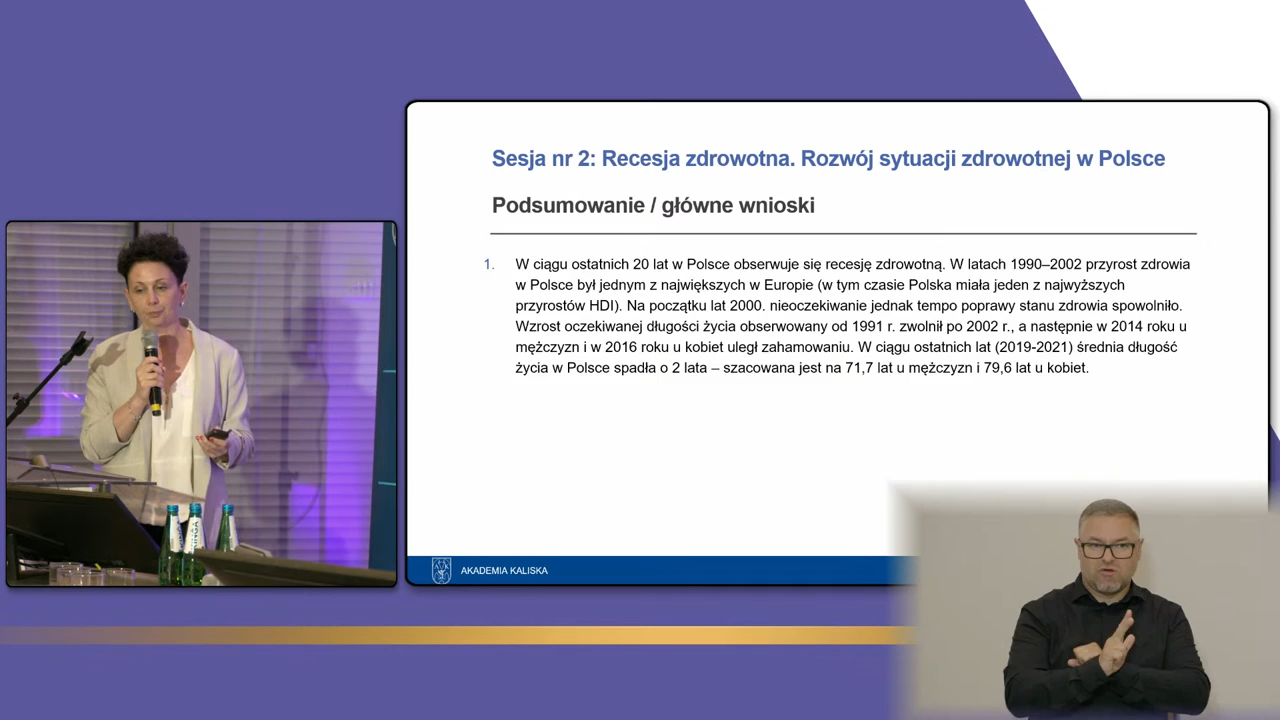 Sesja nr 2: Recesja zdrowotna. Rozwój sytuacji zdrowotnej w Polsce
Podsumowanie / główne wnioski
1. W ciągu ostatnich 20 lat w Polsce obserwuje się recesję zdrowotną. W latach 1990–2002 przyrost zdrowia
w Polsce był jednym z największych w Europie (w tym czasie Polska miała jeden z najwyższych
przyrostów HDI). Na początku lat 2000. nieoczekiwanie jednak tempo poprawy stanu zdrowia spowolniło.
Wzrost oczekiwanej długości życia obserwowany od 1991 r. zwolnił po 2002 r., a następnie w 2014 roku u
mężczyzn i w 2016 roku u kobiet uległ zahamowaniu. W ciągu ostatnich lat (2019-2021) średnia długość
życia w Polsce spadła o 2 lata – szacowana jest na 71,7 lat u mężczyzn i 79,6 lat u kobiet.
AKADEMIA KALISKA